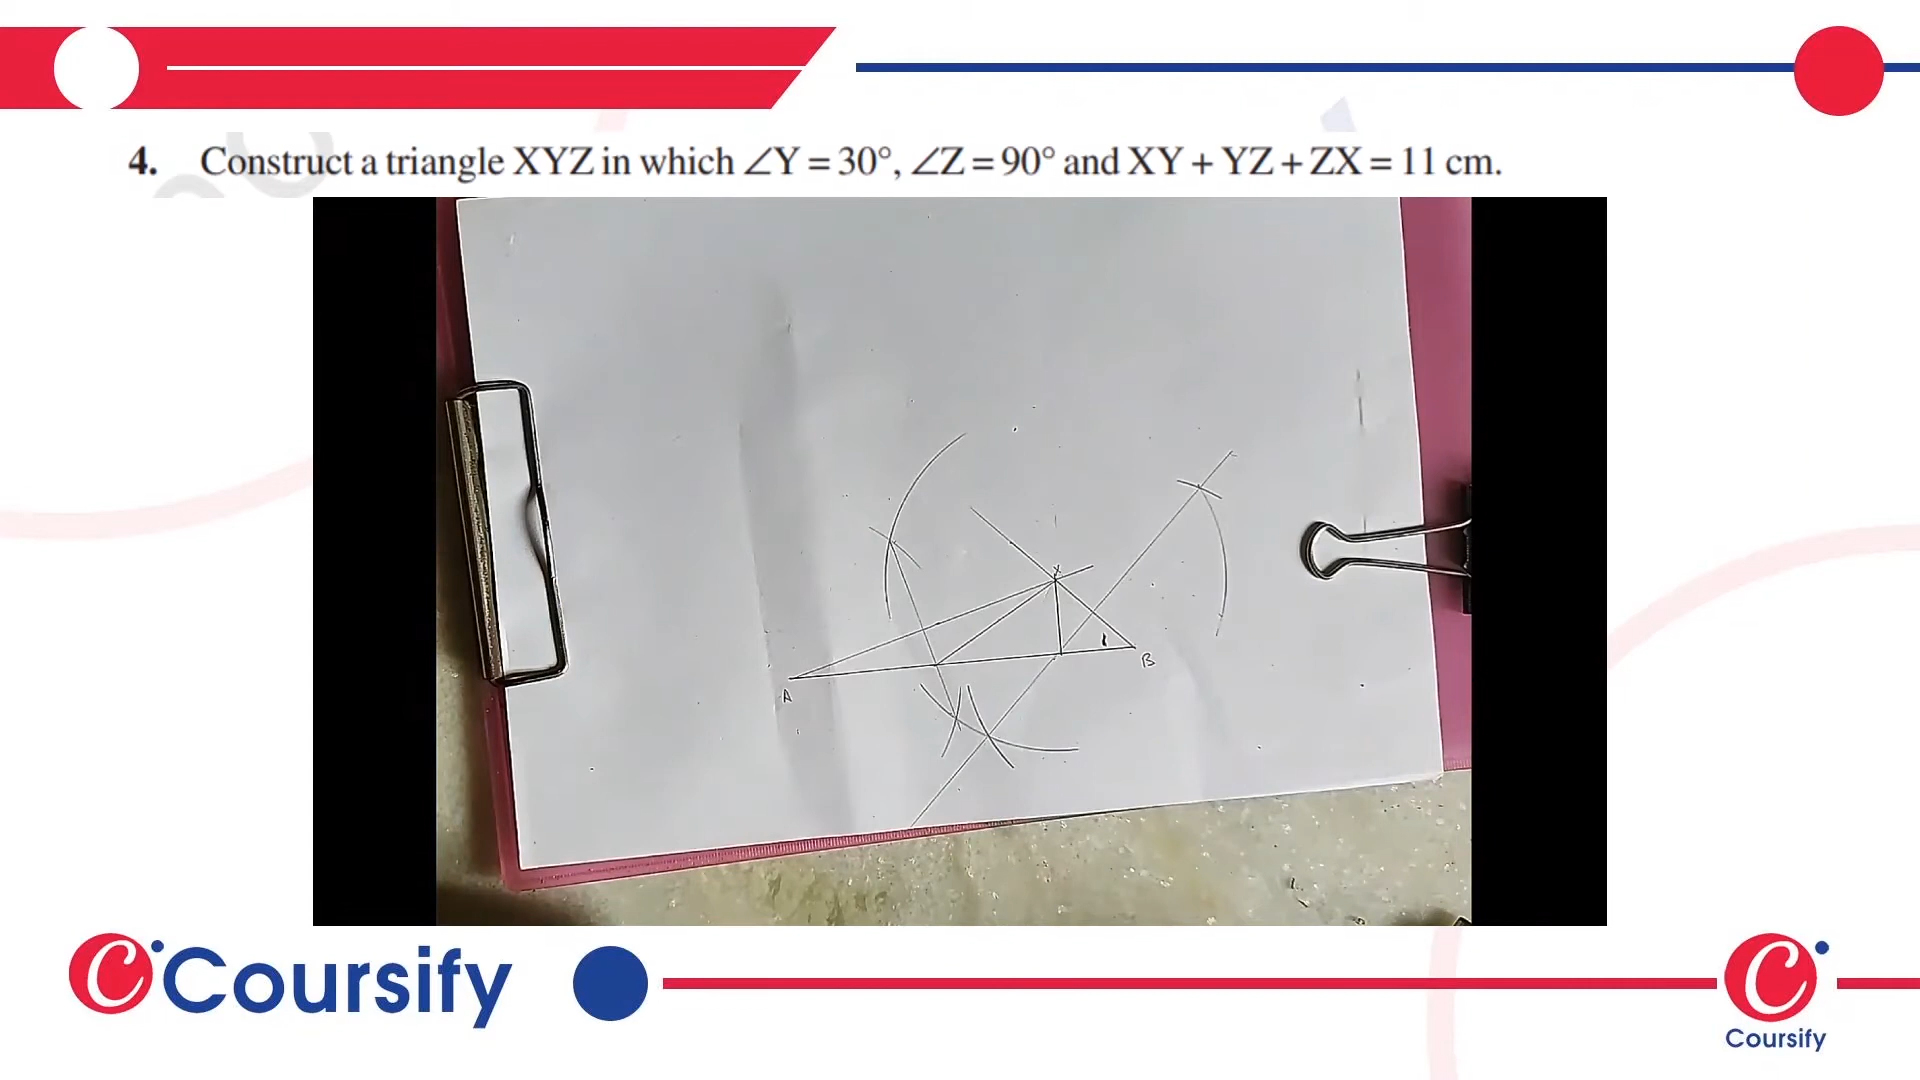 4. Construct a triangle XYZ in which ∠Y = 30°, ∠Z = 90° and XY + YZ + ZX = 11 cm.
X
A
B
Coursify
Coursify